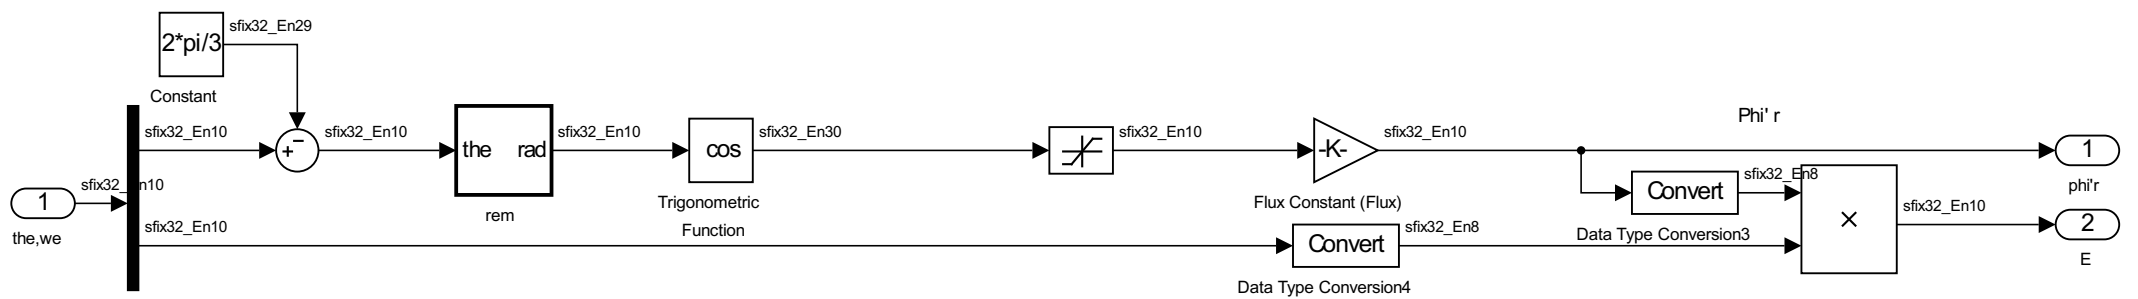 2*pi/3
sfix32_En29
Constant
1
the,we
sfix32_En10
sfix32_En10
sfix32_En10
+
−
sfix32_En10
the rad
rem
sfix32_En10
cos
Trigonometric
Function
sfix32_En30
sfix32_En10
-K-
Flux Constant (Flux)
sfix32_En10
Convert
Data Type Conversion4
sfix32_En8
Phi' r
Convert
Data Type Conversion3
sfix32_En8
×
sfix32_En10
1
phi'r
2
E